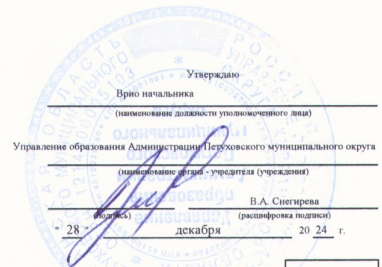 Утверждаю
Врио начальника
(наименование должности уполномоченного лица)
Управление образования Администрации Петуховского муниципального округа
(наименование органа - учредителя (учреждения)
В.А. Снегирева
(подпись) (расшифровка подписи)
" 28 " декабря 20 24 г.